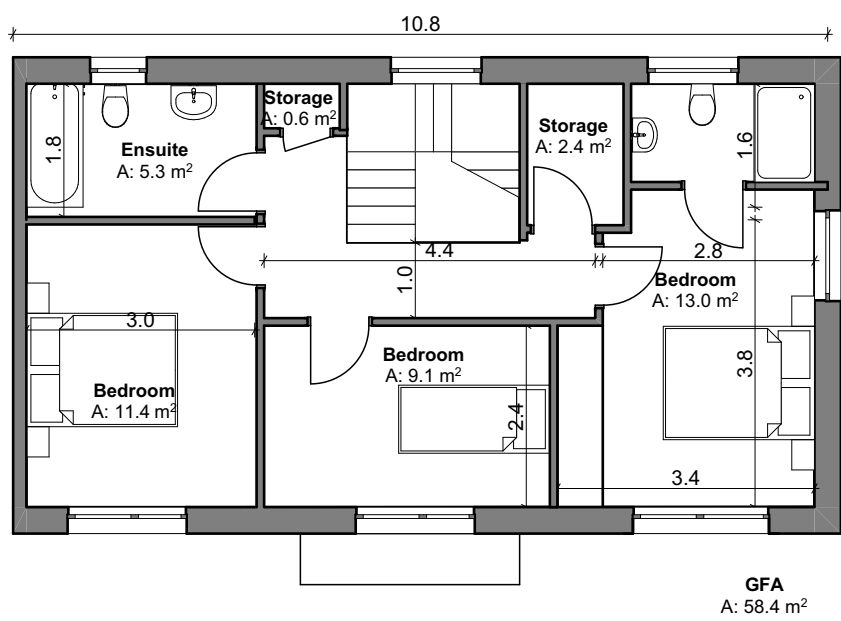 10.8
Storage
A: 0.6 m²
Storage
A: 2.4 m²
1.8
Ensuite
A: 5.3 m²
1.6
4.4
1.0
2.8
Bedroom
A: 13.0 m²
3.0
Bedroom
A: 11.4 m²
Bedroom
A: 9.1 m²
2.4
3.8
3.4
GFA
A: 58.4 m²